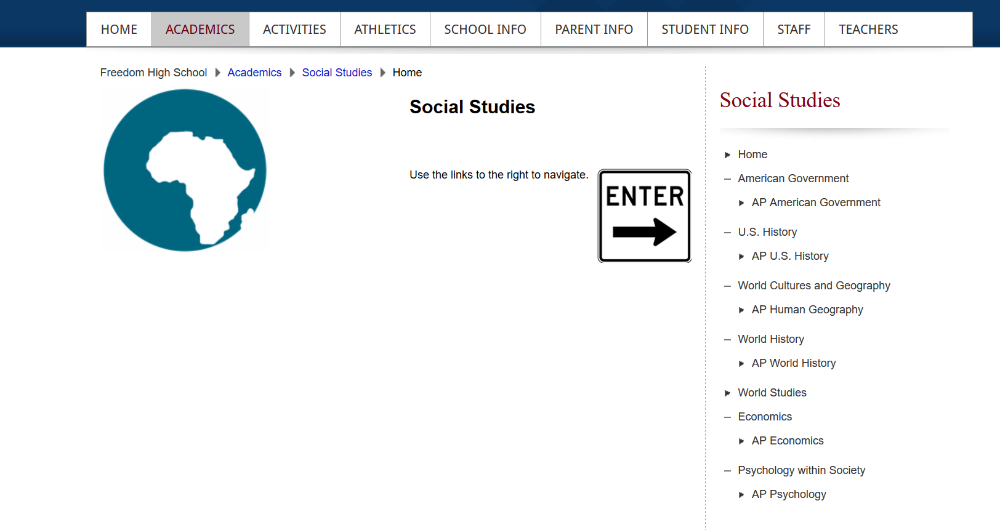 HOME ACADEMICS ACTIVITIES ATHLETICS SCHOOL INFO PARENT INFO STUDENT INFO STAFF TEACHERS
Freedom High School Academics Social Studies Home
Social Studies
Use the links to the right to navigate.
ENTER
Social Studies
Home
American Government
AP American Government
U.S. History
AP U.S. History
World Cultures and Geography
AP Human Geography
World History
AP World History
World Studies
Economics
AP Economics
Psychology within Society
AP Psychology